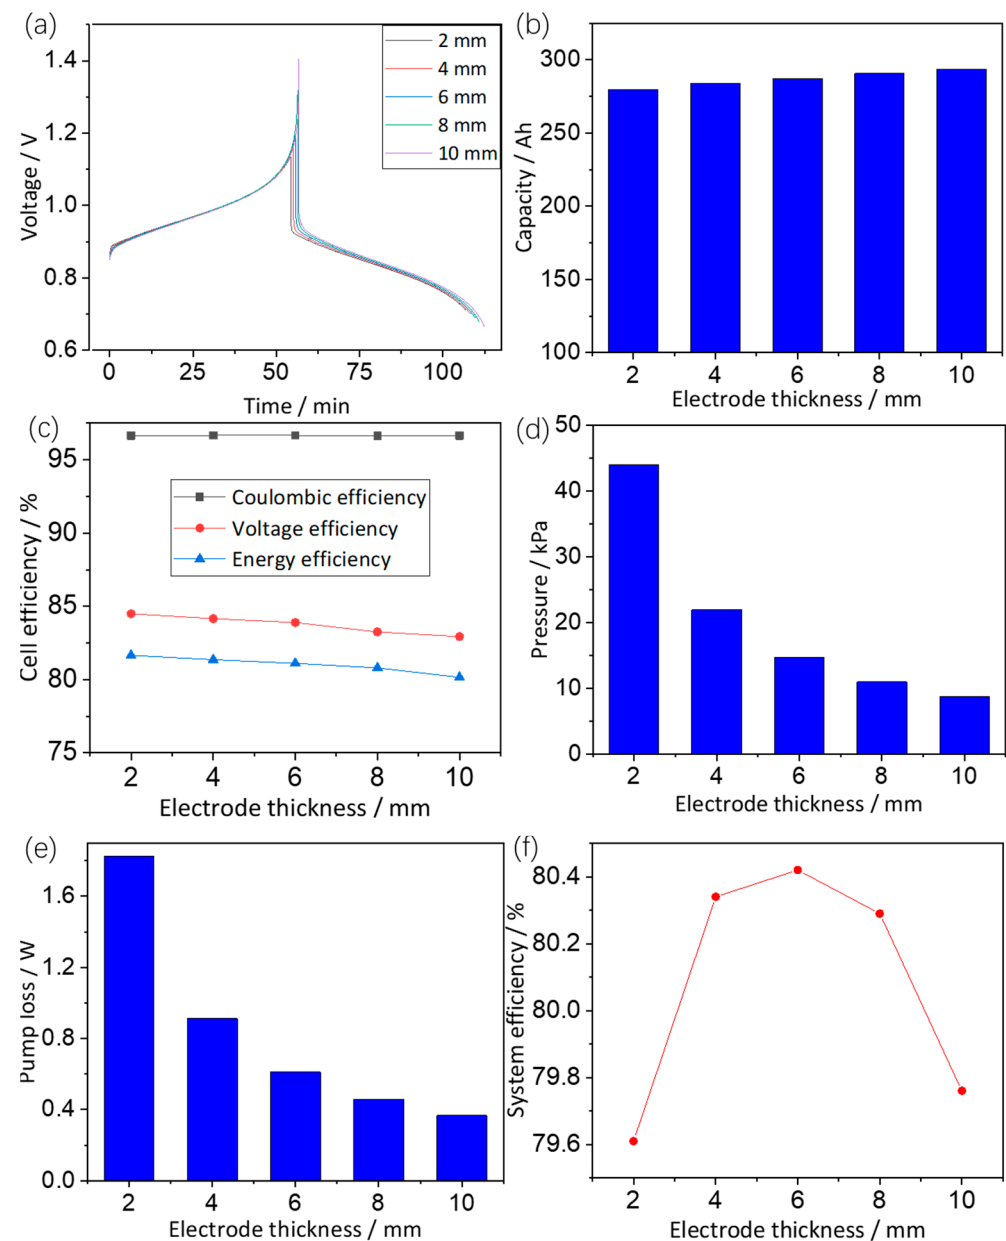 (a)
1.4
1.2
1.0
0.8
0.6
Voltage / V
0 25 50 75 100
Time / min
2 mm
4 mm
6 mm
8 mm
10 mm
(b)
300
250
200
150
100
Capacity / Ah
2 4 6 8 10
Electrode thickness / mm
(c)
95
90
85
80
75
Cell efficiency / %
Coulombic efficiency
Voltage efficiency
Energy efficiency
2 4 6 8 10
Electrode thickness / mm
(d)
50
40
30
20
10
0
Pressure / kPa
2 4 6 8 10
Electrode thickness / mm
(e)
1.6
1.2
0.8
0.4
0.0
Pump loss / W
2 4 6 8 10
Electrode thickness / mm
(f)
80.4
80.2
80.0
79.8
79.6
System efficiency / %
2 4 6 8 10
Electrode thickness / mm